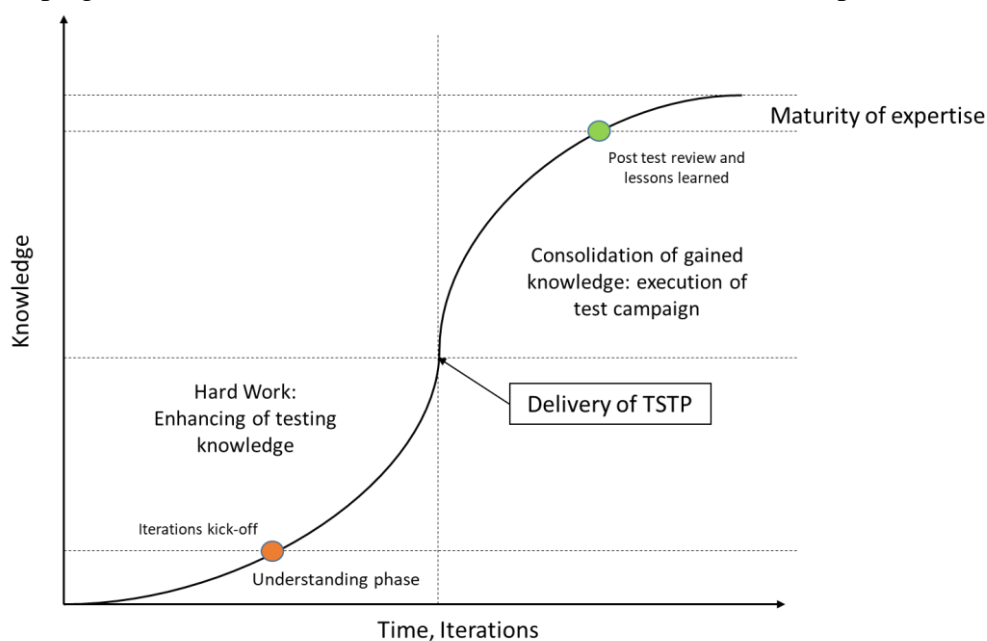 Maturity of expertise
Post test review and
lessons learned
Consolidation of gained
knowledge: execution of
test campaign
Knowledge
Hard Work:
Enhancing of testing
knowledge
Delivery of TSTP
Iterations kick-off
Understanding phase
Time, Iterations